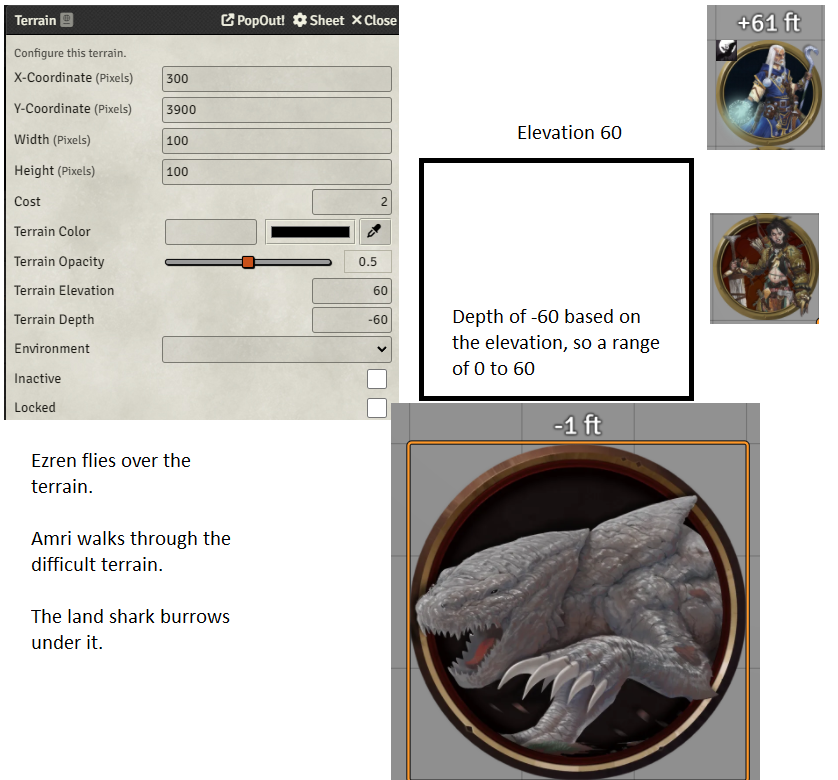 Terrain PopOut! Sheet Close
Configure this terrain.
X-Coordinate (Pixels) 300
Y-Coordinate (Pixels) 3900
Width (Pixels) 100
Height (Pixels) 100
Cost 2
Terrain Color
Terrain Opacity 0.5
Terrain Elevation 60
Terrain Depth -60
Environment
Inactive
Locked
+61 ft
Elevation 60
Depth of -60 based on
the elevation, so a range
of 0 to 60
-1 ft
Ezren flies over the
terrain.
Amri walks through the
difficult terrain.
The land shark burrows
under it.